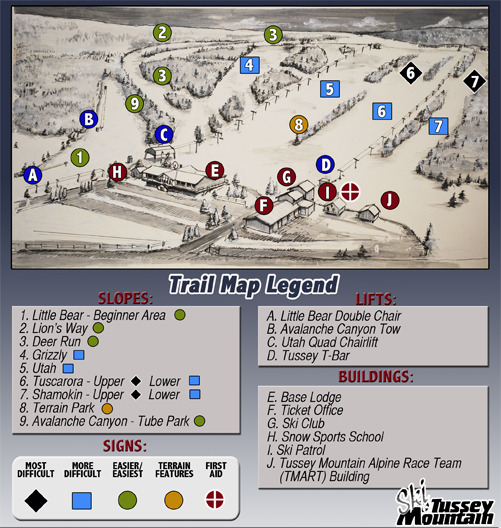 2
3
3
4
5
6
7
6
7
8
9
B
1
A
C
D
H
E
G
F
I
J
Trail Map Legend
SLOPES:
1. Little Bear - Beginner Area
2. Lion's Way
3. Deer Run
4. Grizzly
5. Utah
6. Tuscarora - Upper Lower
7. Shamokin - Upper Lower
8. Terrain Park
9. Avalanche Canyon - Tube Park
SIGNS:
MOST DIFFICULT
MORE DIFFICULT
EASIER/ EASIEST
TERRAIN FEATURES
FIRST AID
LIFTS:
A. Little Bear Double Chair
B. Avalanche Canyon Tow
C. Utah Quad Chairlift
D. Tussey T-Bar
BUILDINGS:
E. Base Lodge
F. Ticket Office
G. Ski Club
H. Snow Sports School
I. Ski Patrol
J. Tussey Mountain Alpine Race Team
(TMART) Building
Ski Tussey
Mountain